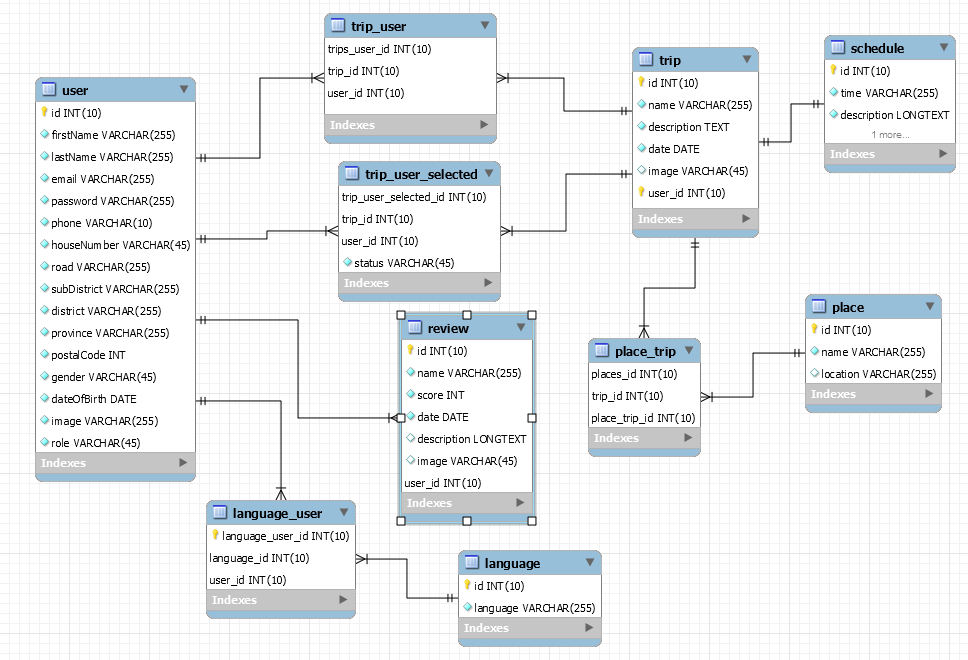 user
id INT(10)
firstName VARCHAR(255)
lastName VARCHAR(255)
email VARCHAR(255)
password VARCHAR(255)
phone VARCHAR(10)
houseNumber VARCHAR(45)
road VARCHAR(255)
subDistrict VARCHAR(255)
district VARCHAR(255)
province VARCHAR(255)
postalCode INT
gender VARCHAR(45)
dateOfBirth DATE
image VARCHAR(255)
role VARCHAR(45)
Indexes
trip_user
trips_user_id INT(10)
trip_id INT(10)
user_id INT(10)
Indexes
trip_user_selected
trip_user_selected_id INT(10)
trip_id INT(10)
user_id INT(10)
status VARCHAR(45)
Indexes
trip
id INT(10)
name VARCHAR(255)
description TEXT
date DATE
image VARCHAR(45)
user_id INT(10)
Indexes
schedule
id INT(10)
time VARCHAR(255)
description LONGTEXT
1 more...
Indexes
review
id INT(10)
name VARCHAR(255)
score INT
date DATE
description LONGTEXT
image VARCHAR(45)
user_id INT(10)
Indexes
place_trip
places_id INT(10)
trip_id INT(10)
place_trip_id INT(10)
Indexes
place
id INT(10)
name VARCHAR(255)
location VARCHAR(255)
Indexes
language_user
language_user_id INT(10)
language_id INT(10)
user_id INT(10)
Indexes
language
id INT(10)
language VARCHAR(255)
Indexes